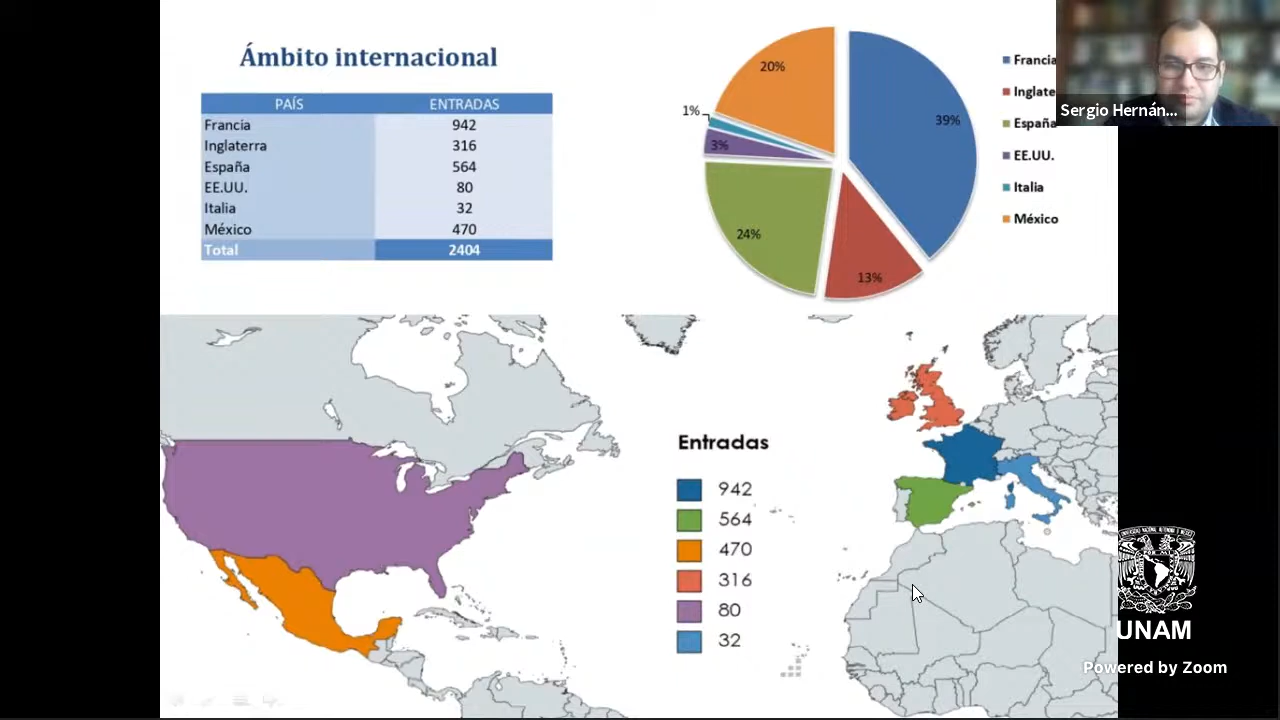 Ámbito internacional
PAÍS ENTRADAS
Francia 942
Inglaterra 316
España 564
EE.UU. 80
Italia 32
México 470
Total 2404
20%
1%
3%
24%
13%
39%
Francia
Inglate
España
EE.UU.
Italia
México
Sergio Hernán...
Entradas
942
564
470
316
80
32
UNAM
Powered by Zoom